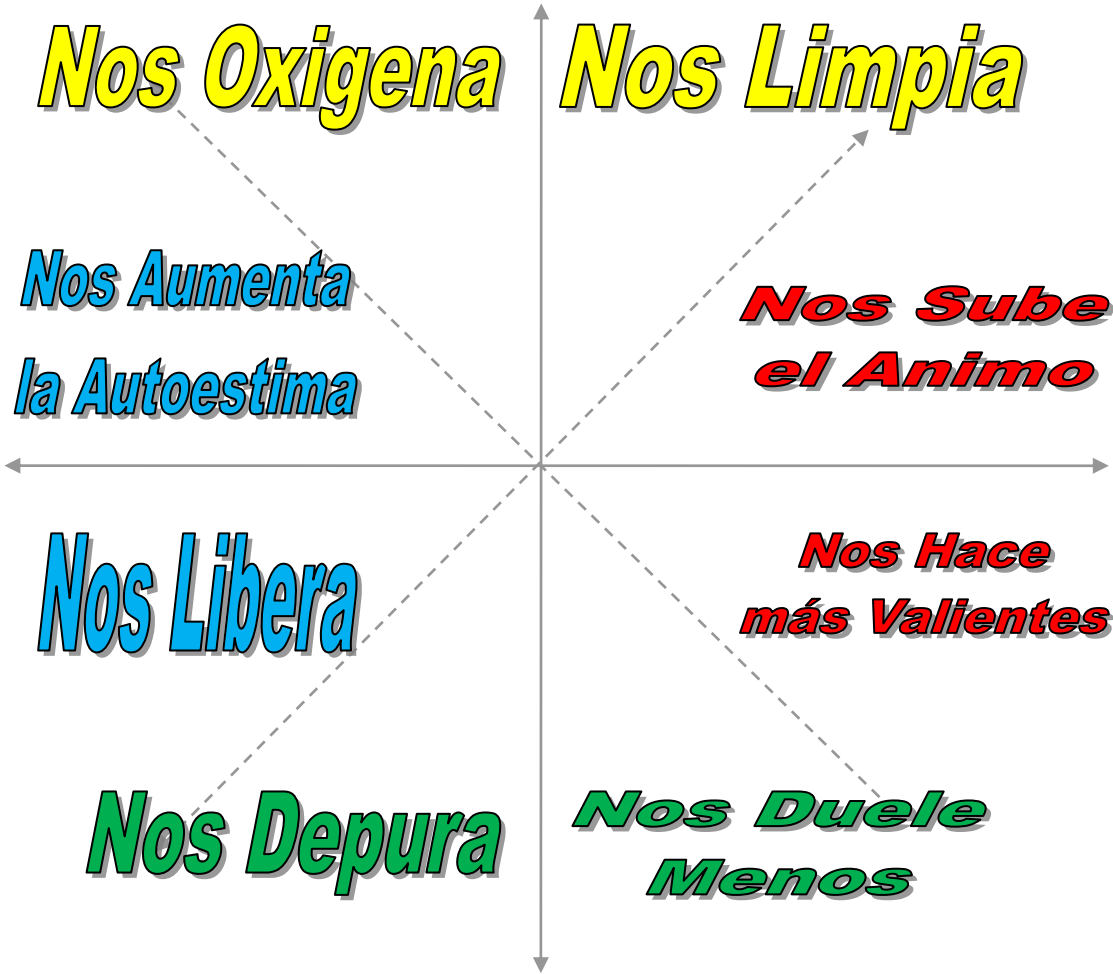 Nos Oxigena
Nos Limpia
Nos Aumenta
la Autoestima
Nos Sube
el Animo
Nos Libera
Nos Hace
más Valientes
Nos Depura
Nos Duele
Menos